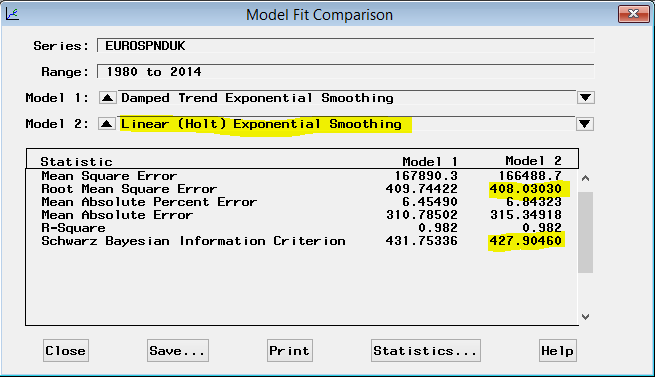 Model Fit Comparison
Series: EUROSPNDUK
Range: 1980 to 2014
Model 1: Damped Trend Exponential Smoothing
Model 2: Linear (Holt) Exponential Smoothing
Statistic Model 1 Model 2
Mean Square Error 167890.3 166488.7
Root Mean Square Error 409.74422 408.03030
Mean Absolute Percent Error 6.45490 6.84323
Mean Absolute Error 310.78502 315.34918
R-Square 0.982 0.982
Schwarz Bayesian Information Criterion 431.75336 427.90460
Close Save... Print Statistics... Help